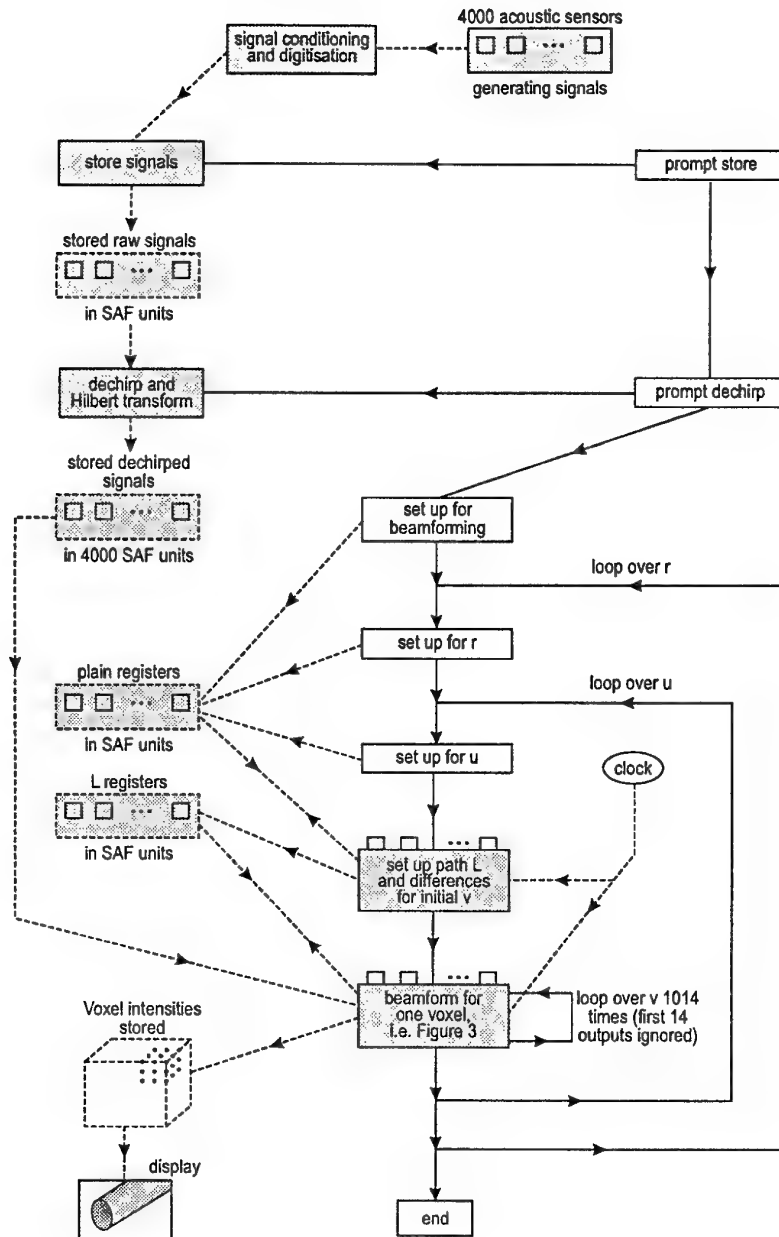 4000 acoustic sensors
signal conditioning
and digitisation
generating signals
store signals
prompt store
stored raw signals
in SAF units
dechirp and
Hilbert transform
prompt dechirp
stored dechirped
signals
in 4000 SAF units
set up for
beamforming
loop over r
set up for r
plain registers
in SAF units
loop over u
set up for u
clock
L registers
in SAF units
set up path L
and differences
for initial v
beamform for
one voxel,
i.e. Figure 3
loop over v 1014
times (first 14
outputs ignored)
Voxel intensities
stored
display
end